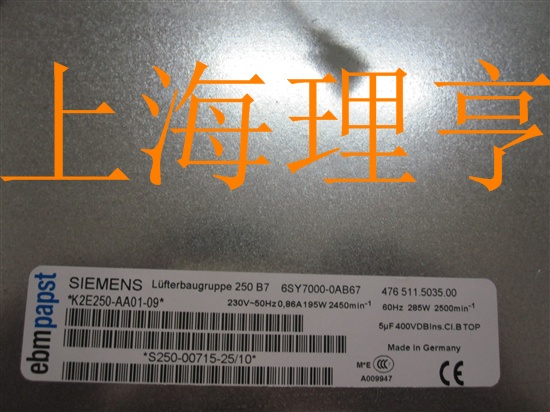 上海理亨
ebmpapst
SIEMENS Lüfterbaugruppe 250 B7 6SY7000-0AB67 476 511.5035.00
*K2E250-AA01-09* 230V~50Hz 0,86A 195W 2450min-1 60Hz 285W 2500min-1
5µF 400VDB Ins.Cl.B TOP
Made in Germany
*S250-00715-25/10* M*E CCC CE
A009947